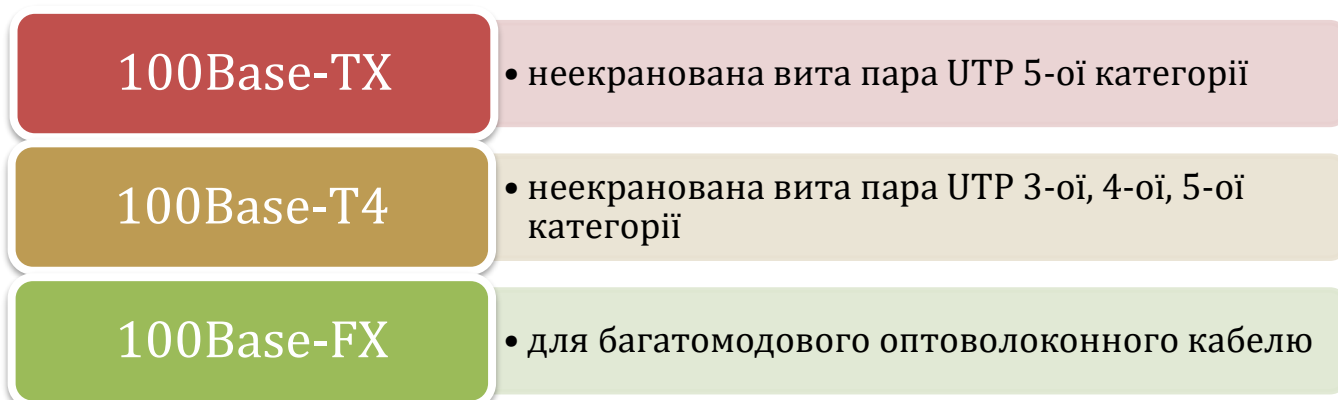 100Base-TX
• неекранована вита пара UTP 5-ої категорії
100Base-T4
• неекранована вита пара UTP 3-ої, 4-ої, 5-ої
категорії
100Base-FX
• для багатомодового оптоволоконного кабелю